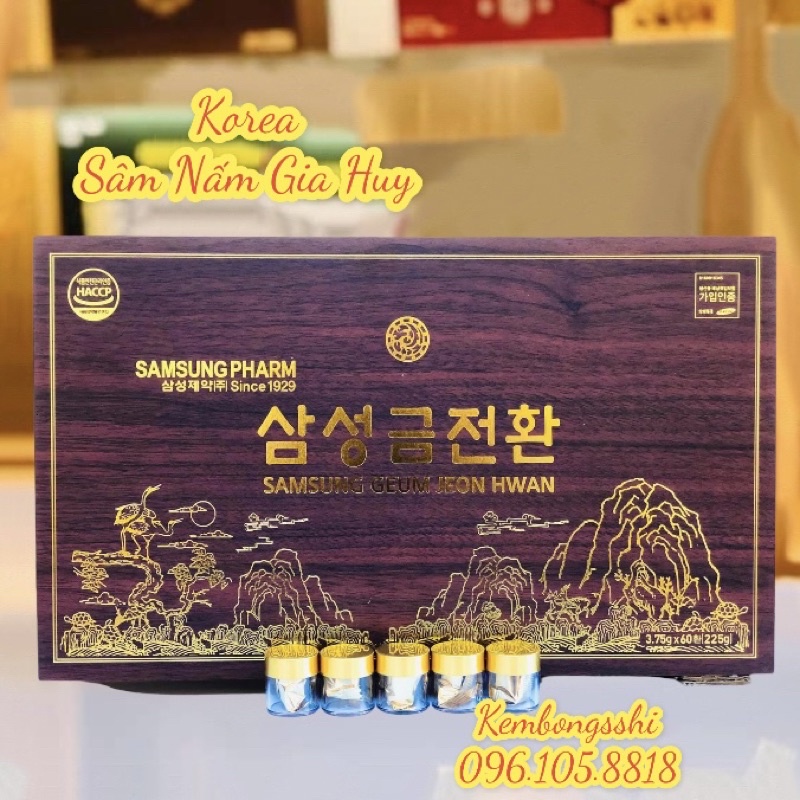 Korea
Sâm Nấm Gia Huy
HACCP
가입인증
SAMSUNG PHARM
삼성제약(주) Since 1929
삼성금전환
SAMSUNG GEUM JEON HWAN
3.75g x 60환(225g)
Kembongsshi
096.105.8818